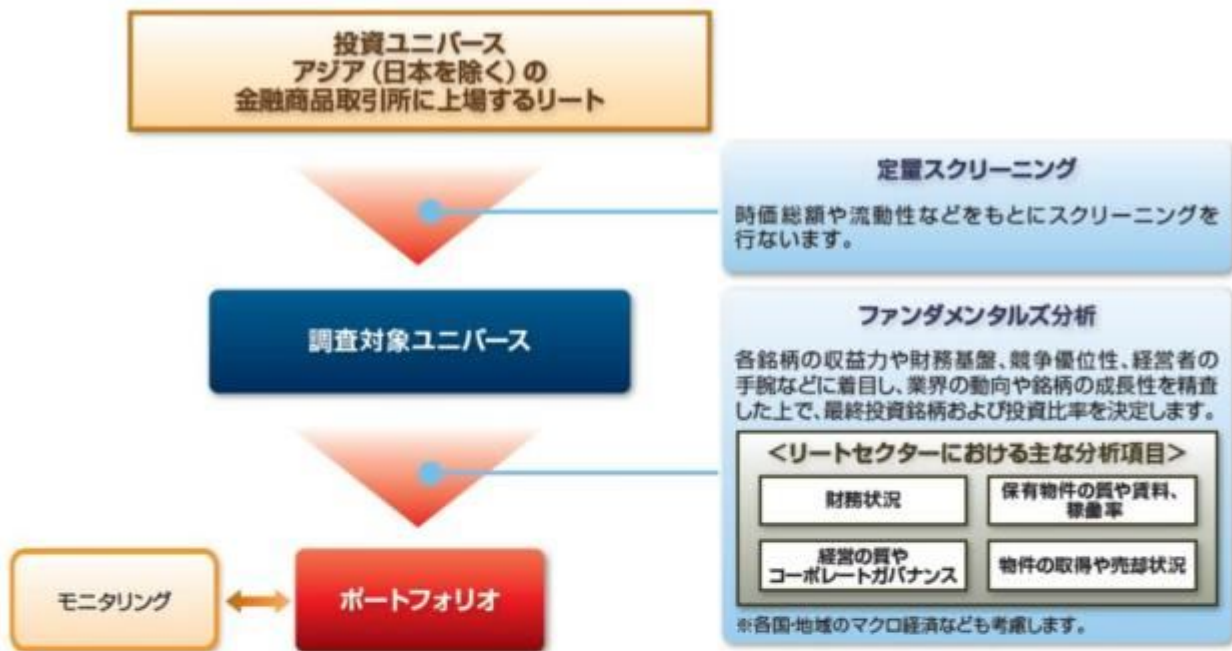 投資ユニバース
アジア（日本を除く）の
金融商品取引所に上場するリート
定量スクリーニング
時価総額や流動性などをもとにスクリーニングを
行ないます。
調査対象ユニバース
ファンダメンタルズ分析
各銘柄の収益力や財務基盤、競争優位性、経営者の
手腕などに着目し、業界の動向や銘柄の成長性を精査
した上で、最終投資銘柄および投資比率を決定します。
＜リートセクターにおける主な分析項目＞
財務状況
保有物件の質や賃料、
稼働率
経営の質や
コーポレートガバナンス
物件の取得や売却状況
※各国・地域のマクロ経済なども考慮します。
モニタリング
ポートフォリオ